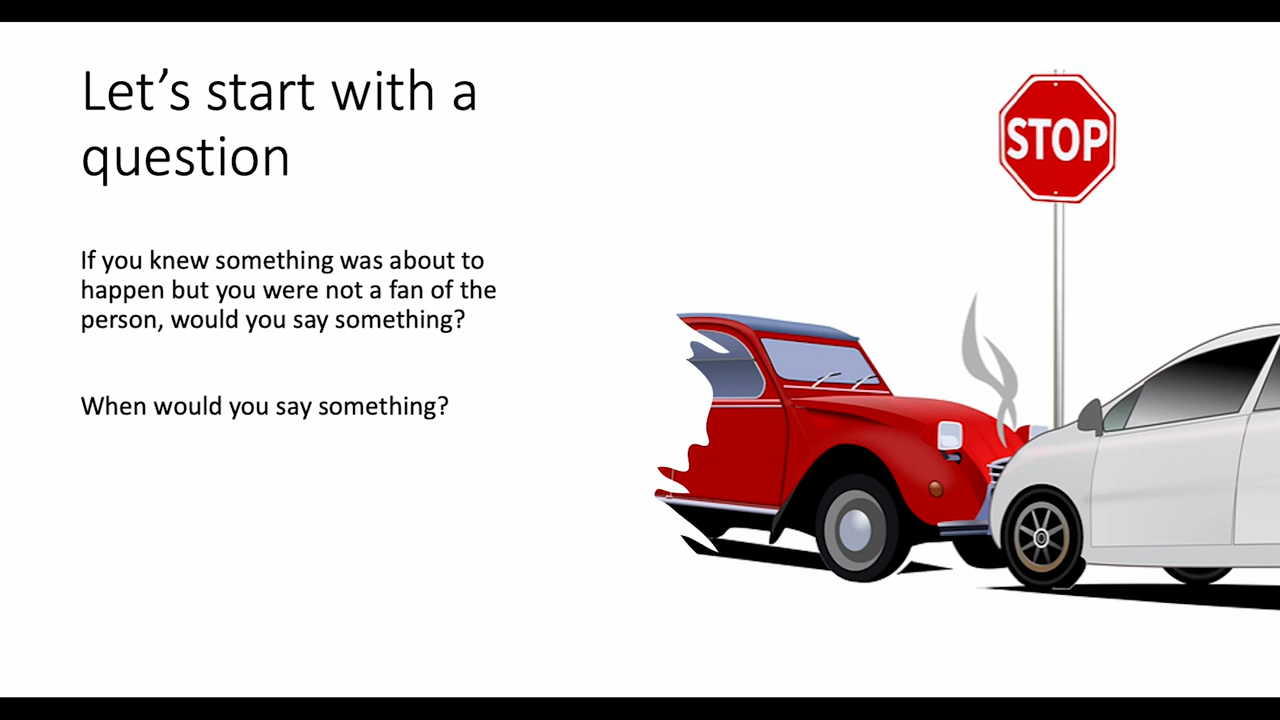 Let’s start with a
question
If you knew something was about to
happen but you were not a fan of the
person, would you say something?
When would you say something?
STOP